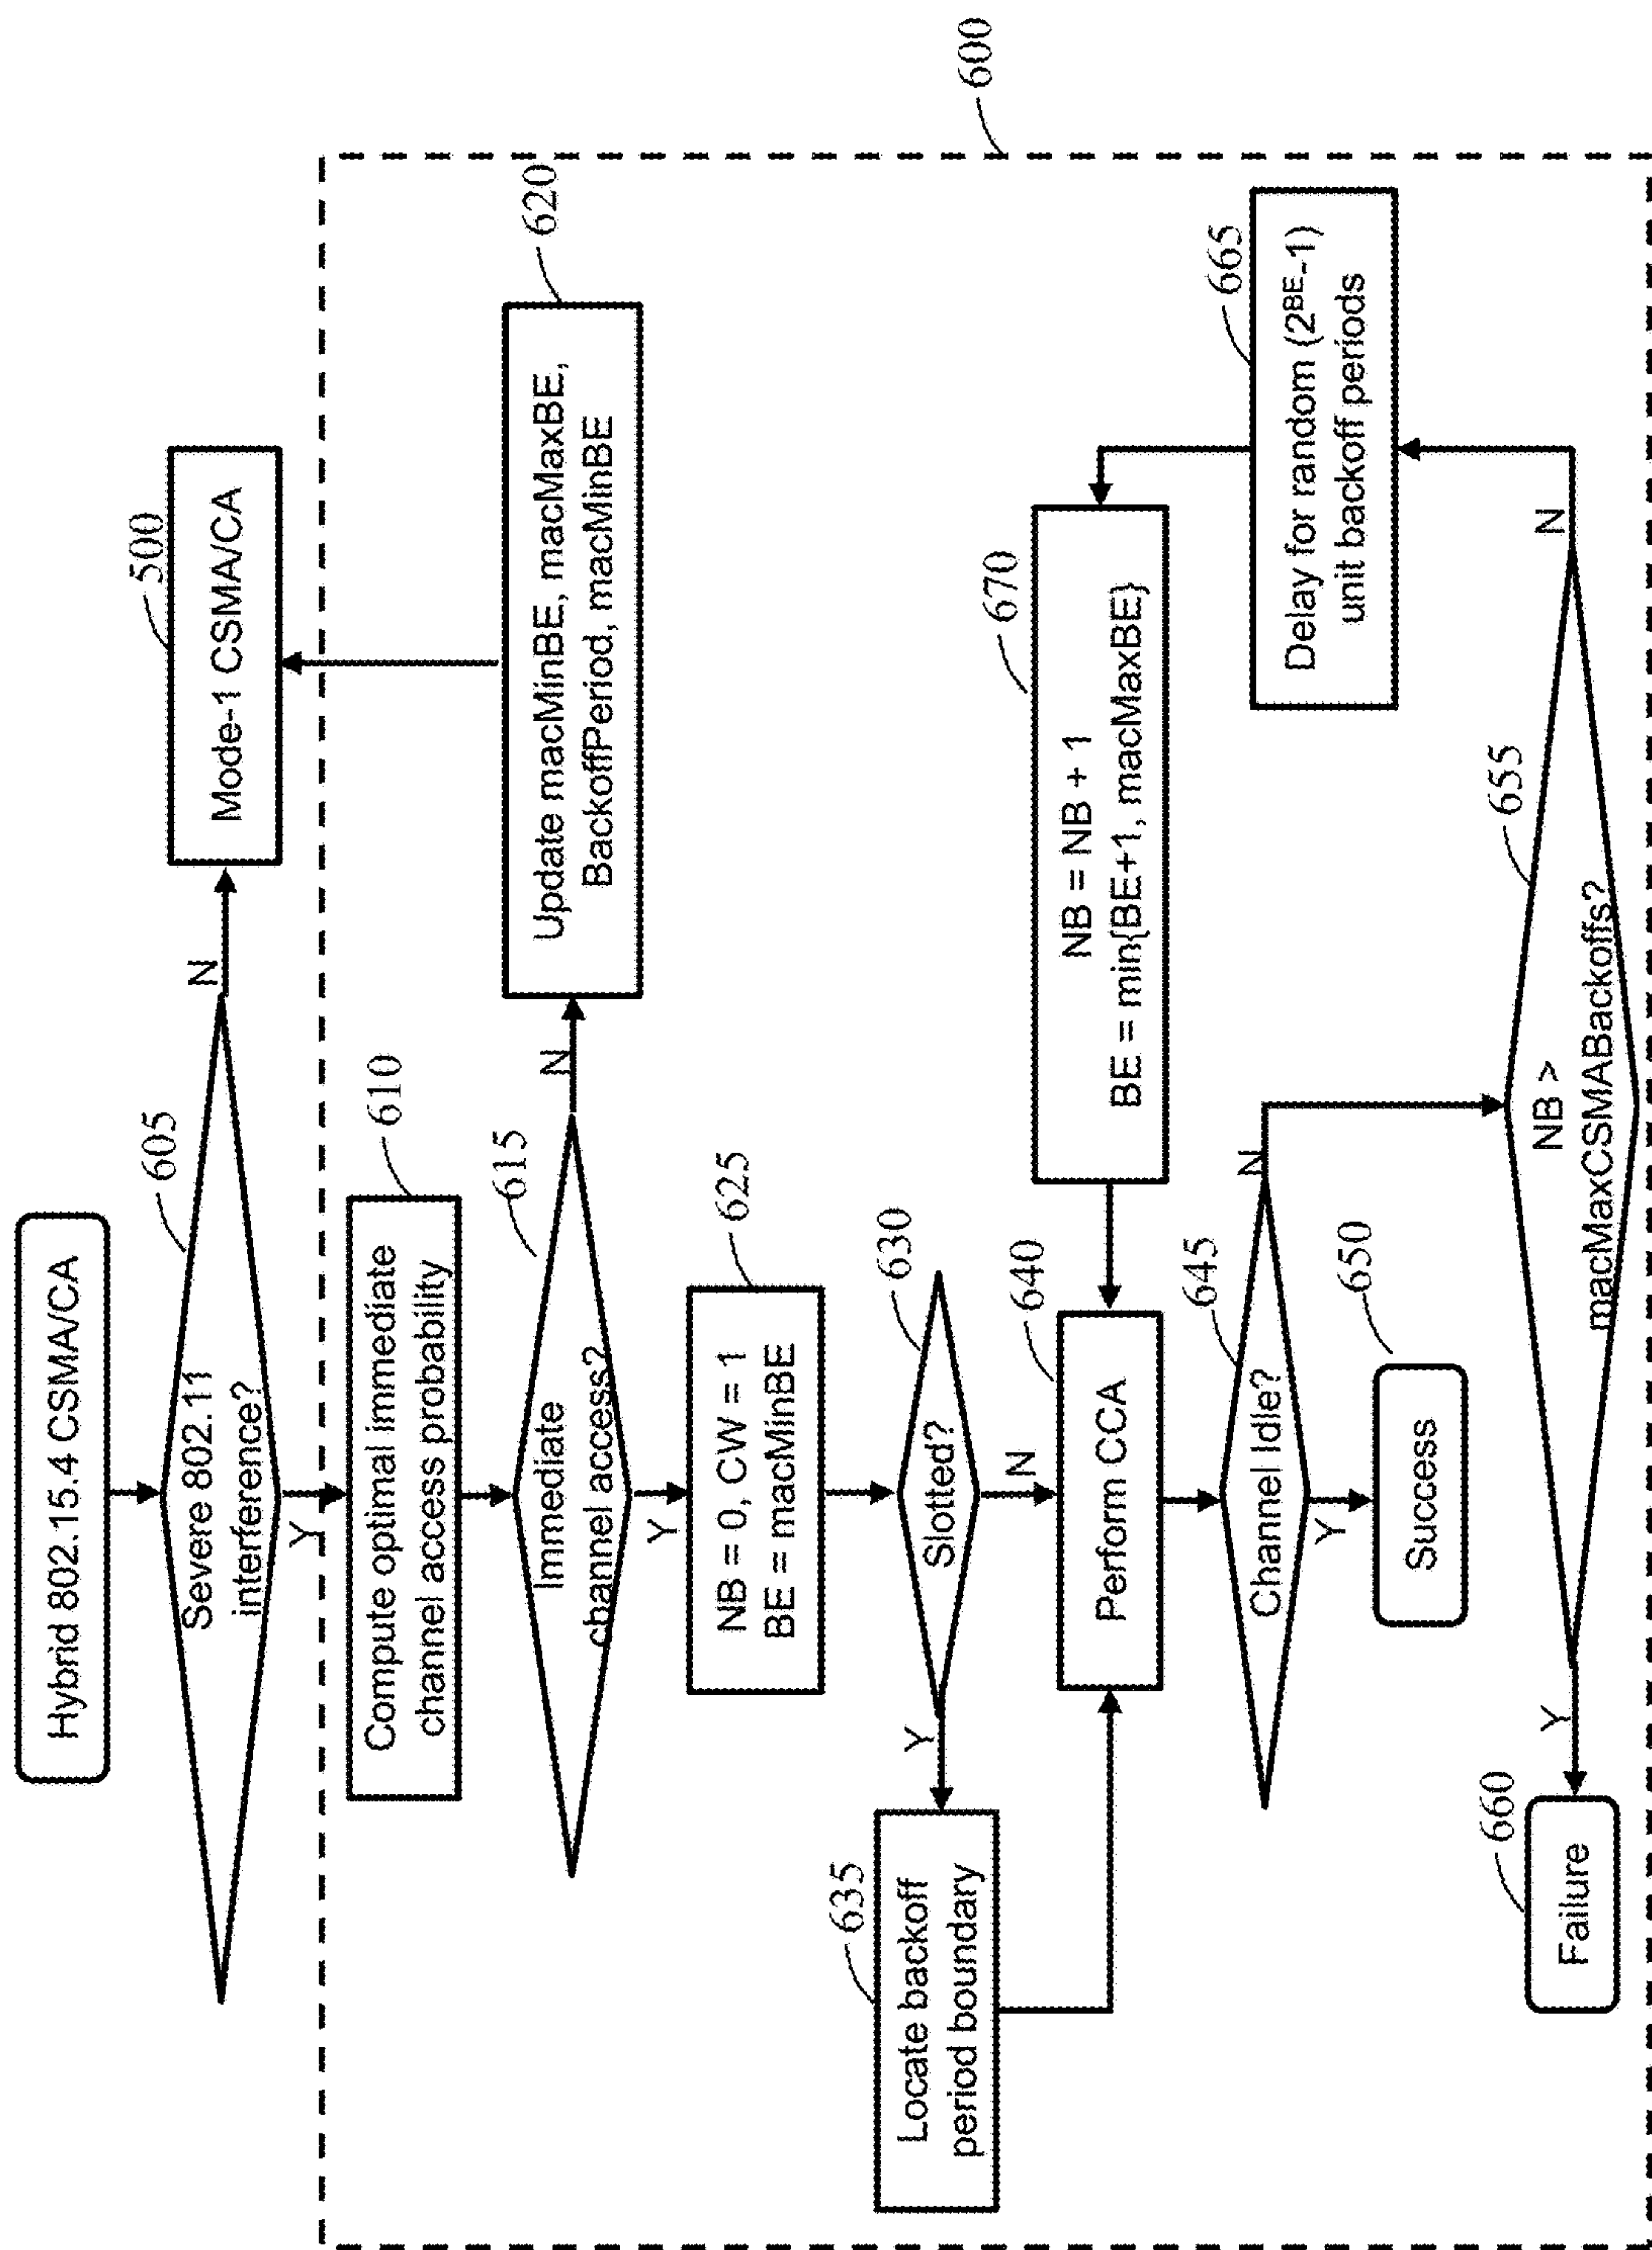 Hybrid 802.15.4 CSMA/CA
605
Severe 802.11
interference?
N
Y
500
Mode-1 CSMA/CA
600
610
Compute optimal immediate
channel access probability
615
Immediate
channel access?
N
Y
620
Update macMinBE, macMaxBE,
BackoffPeriod, macMinBE
625
NB = 0, CW = 1
BE = macMinBE
630
Slotted?
Y
N
635
Locate backoff
period boundary
640
Perform CCA
670
NB = NB + 1
BE = min{BE+1, macMaxBE}
645
Channel Idle?
N
Y
650
Success
665
Delay for random (2^BE-1)
unit backoff periods
655
NB >
macMaxCSMABackoffs?
N
Y
660
Failure